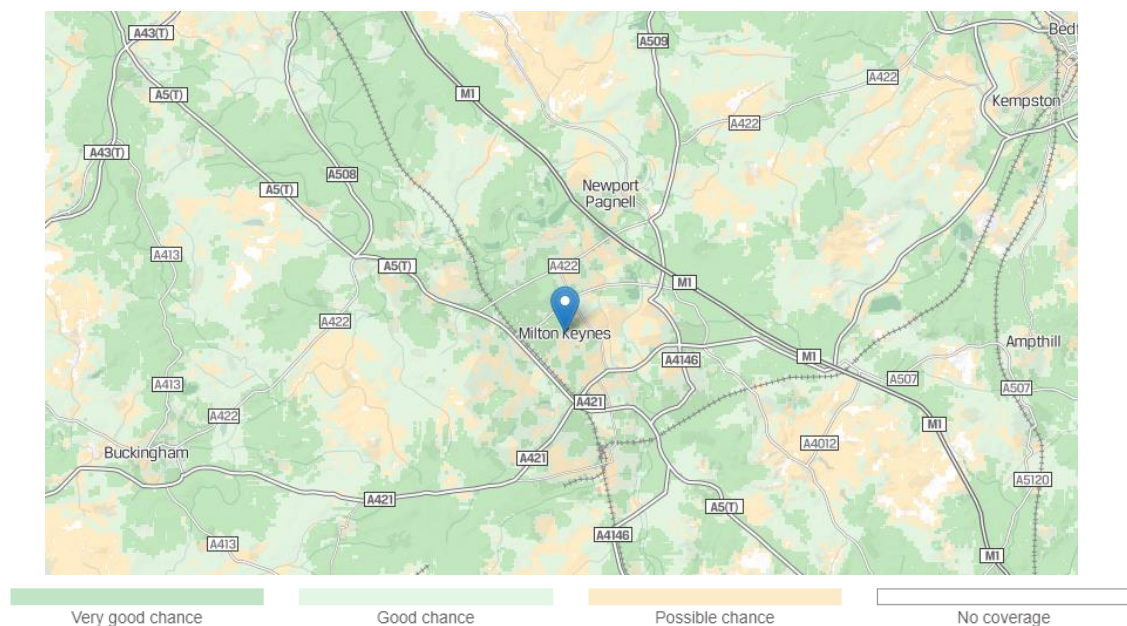 A43(T)
A509
Bedf
A5(T)
M1
A422
Kempston
A422
A43(T)
A508
A5(T)
Newport
Pagnell
A413
A5(T)
A422
M1
A422
Milton Keynes
Ampthill
M1
A4146
A413
A507
A507
A421
A422
M1
A4012
Buckingham
A421
A5120
A421
A5(T)
A4146
A413
M1
Very good chance
Good chance
Possible chance
No coverage